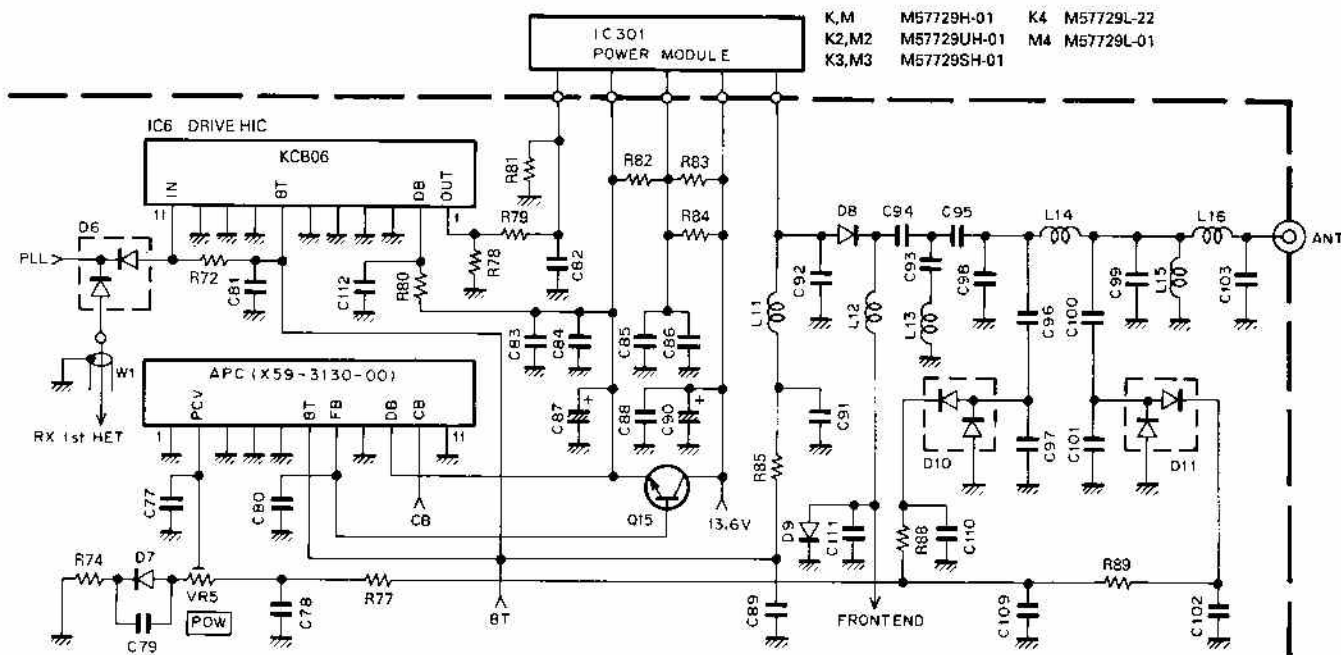 IC301
POWER MODULE
K,M M57729H-01 K4 M57729L-22
K2,M2 M57729UH-01 M4 M57729L-01
K3,M3 M57729SH-01
IC6 DRIVE HIC
KCB06
IN BT DB OUT
11 1
R81 R82 R83
R84
D6
PLL
R72 C81 C112 R80 R78 R79 C82
C83 C84 C85 C86
L11 C92 D8 C94 C95
C93 C98 L12 L13
L14 L16 ANT
C96 C100 C99 L15 C103
W1
RX 1st HET
APC (X59-3130-00)
PCV BT FB DB CB
1 11
C87 + C88 C90 +
C91
R85
D10 C97 C101 D11
C77 C80 CB
Q15 13.6V
D9 C111 R88 C110
R74 D7 VR5
C79 POW C78 R77
BT
C89
FRONTEND
C109 R89 C102